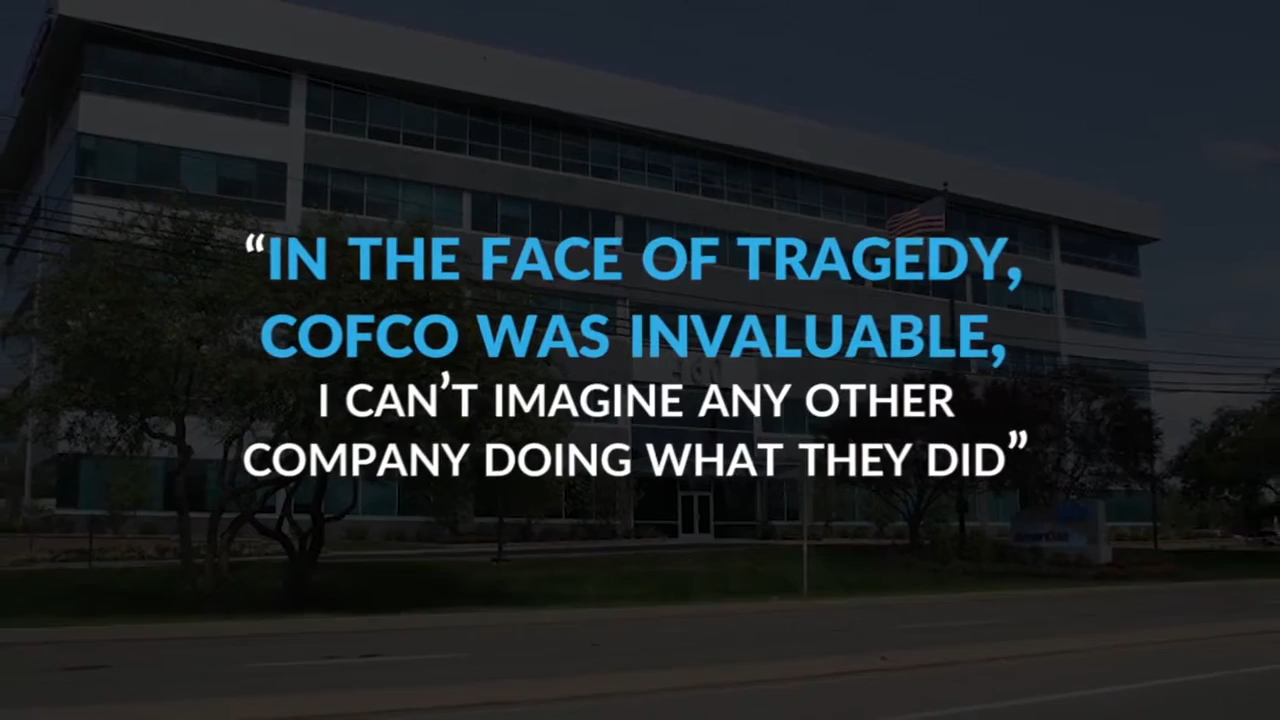 “IN THE FACE OF TRAGEDY,
COFCO WAS INVALUABLE,
I CAN’T IMAGINE ANY OTHER
COMPANY DOING WHAT THEY DID”